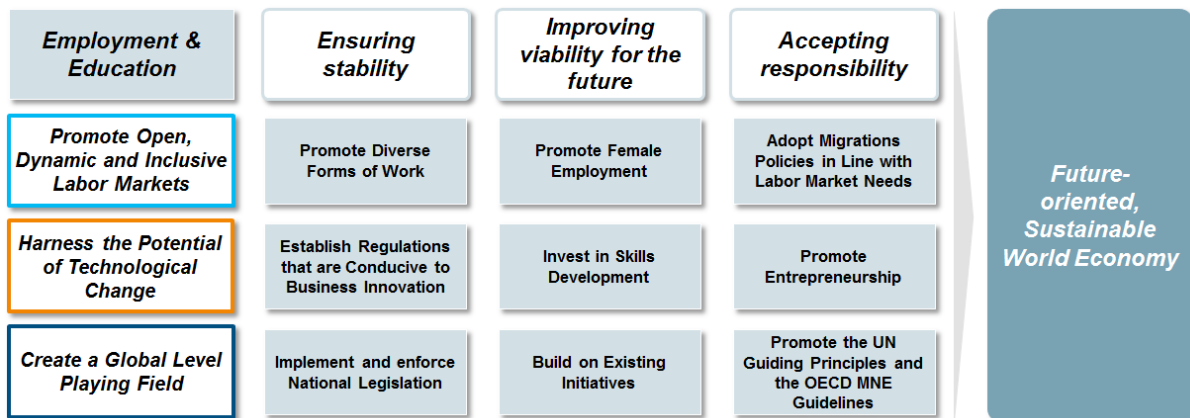 Employment &
Education
Ensuring
stability
Improving
viability for the
future
Accepting
responsibility
Promote Open,
Dynamic and Inclusive
Labor Markets
Promote Diverse
Forms of Work
Promote Female
Employment
Adopt Migrations
Policies in Line with
Labor Market Needs
Harness the Potential
of Technological
Change
Establish Regulations
that are Conducive to
Business Innovation
Invest in Skills
Development
Promote
Entrepreneurship
Create a Global Level
Playing Field
Implement and enforce
National Legislation
Build on Existing
Initiatives
Promote the UN
Guiding Principles and
the OECD MNE
Guidelines
Future-
oriented,
Sustainable
World Economy